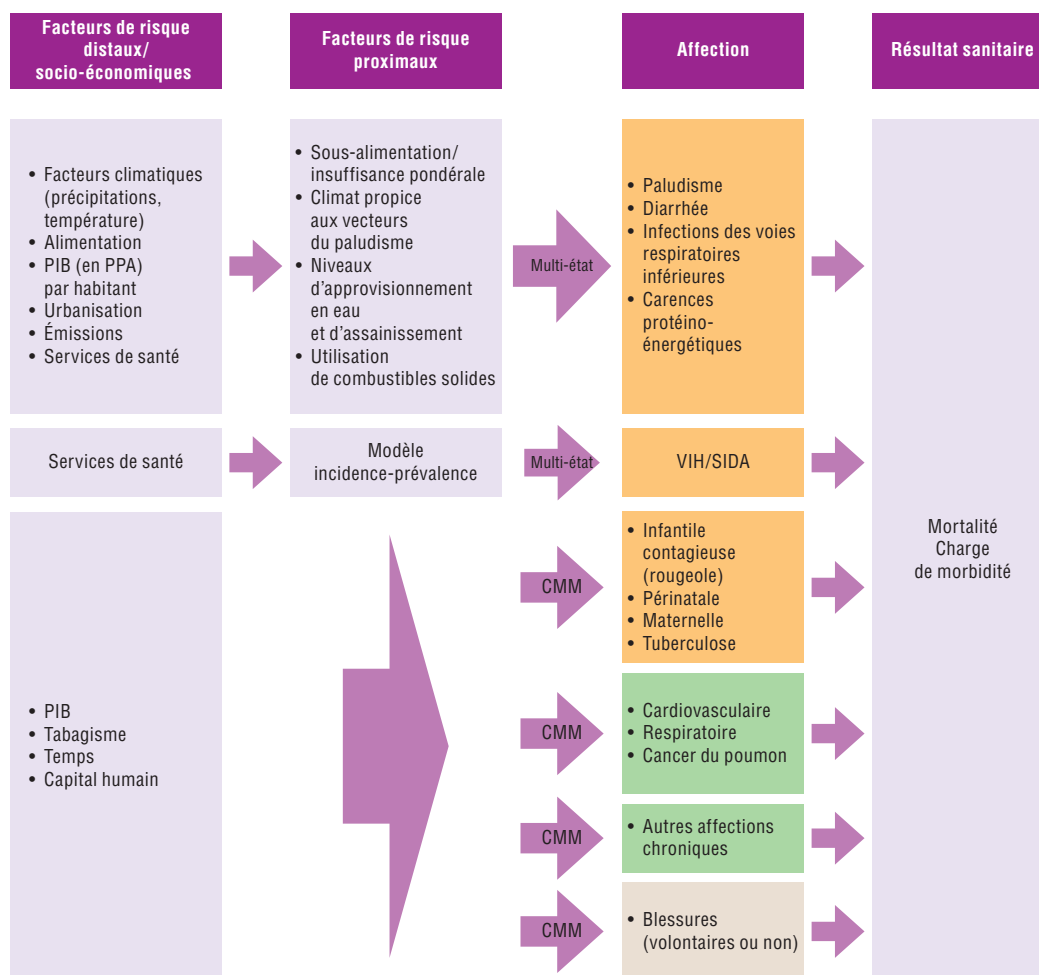 Facteurs de risque
distaux/
socio-économiques
Facteurs de risque
proximaux
Affection
Résultat sanitaire
• Facteurs climatiques
(précipitations,
température)
• Alimentation
• PIB (en PPA)
par habitant
• Urbanisation
• Émissions
• Services de santé
• Sous-alimentation/
insuffisance pondérale
• Climat propice
aux vecteurs
du paludisme
• Niveaux
d'approvisionnement
en eau
et d'assainissement
• Utilisation
de combustibles solides
Multi-état
• Paludisme
• Diarrhée
• Infections des voies
respiratoires
inférieures
• Carences
protéino-
énergétiques
Services de santé
Modèle
incidence-prévalence
Multi-état
VIH/SIDA
• PIB
• Tabagisme
• Temps
• Capital humain
CMM
• Infantile
contagieuse
(rougeole)
• Périnatale
• Maternelle
• Tuberculose
CMM
• Cardiovasculaire
• Respiratoire
• Cancer du poumon
CMM
• Autres affections
chroniques
CMM
• Blessures
(volontaires ou non)
Mortalité
Charge
de morbidité